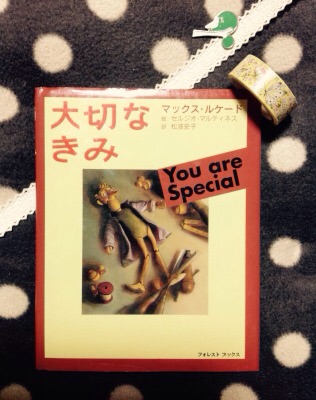 大切な
きみ
マックス・ルケード
絵 セルジオ・マルティネス
訳 松波史子
You are
Special
フォレストブックス